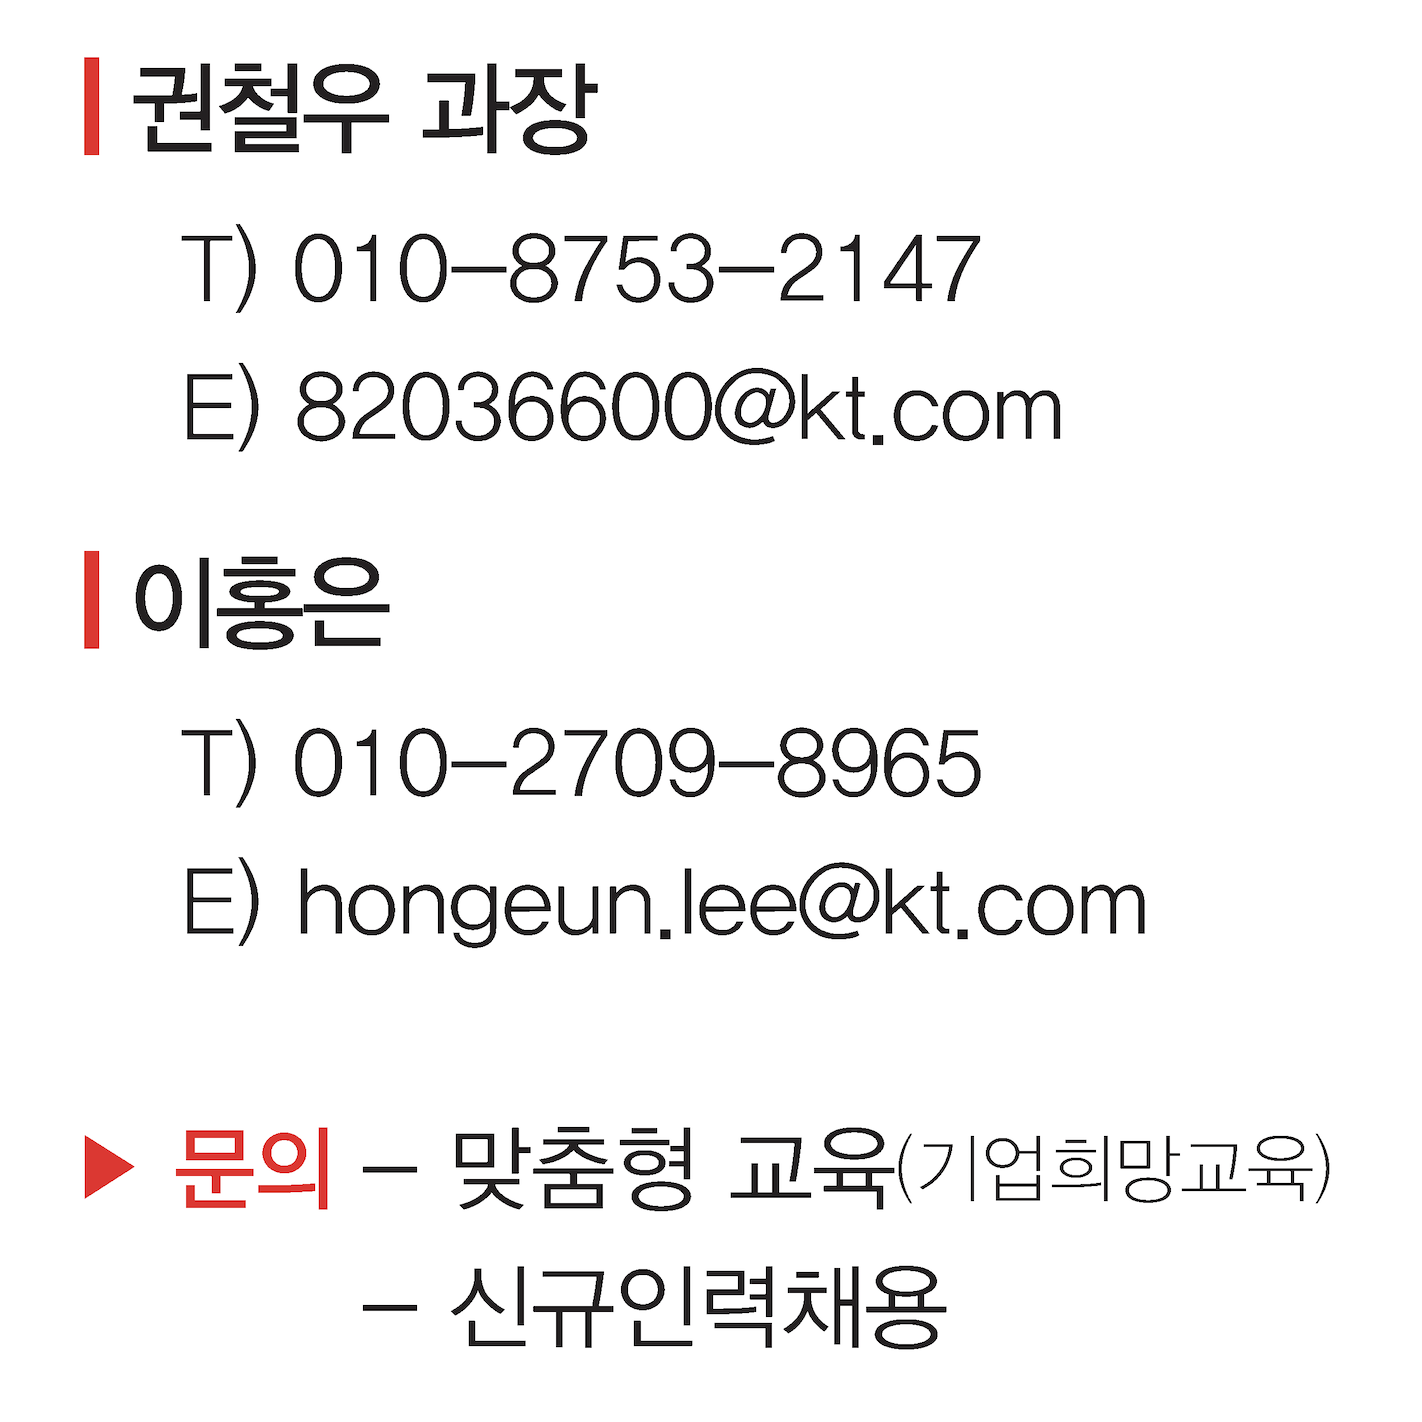 권철우 과장
T) 010-8753-2147
E) 82036600@kt.com
이홍은
T) 010-2709-8965
E) hongeun.lee@kt.com
▶ 문의 - 맞춤형 교육(기업희망교육)
- 신규인력채용